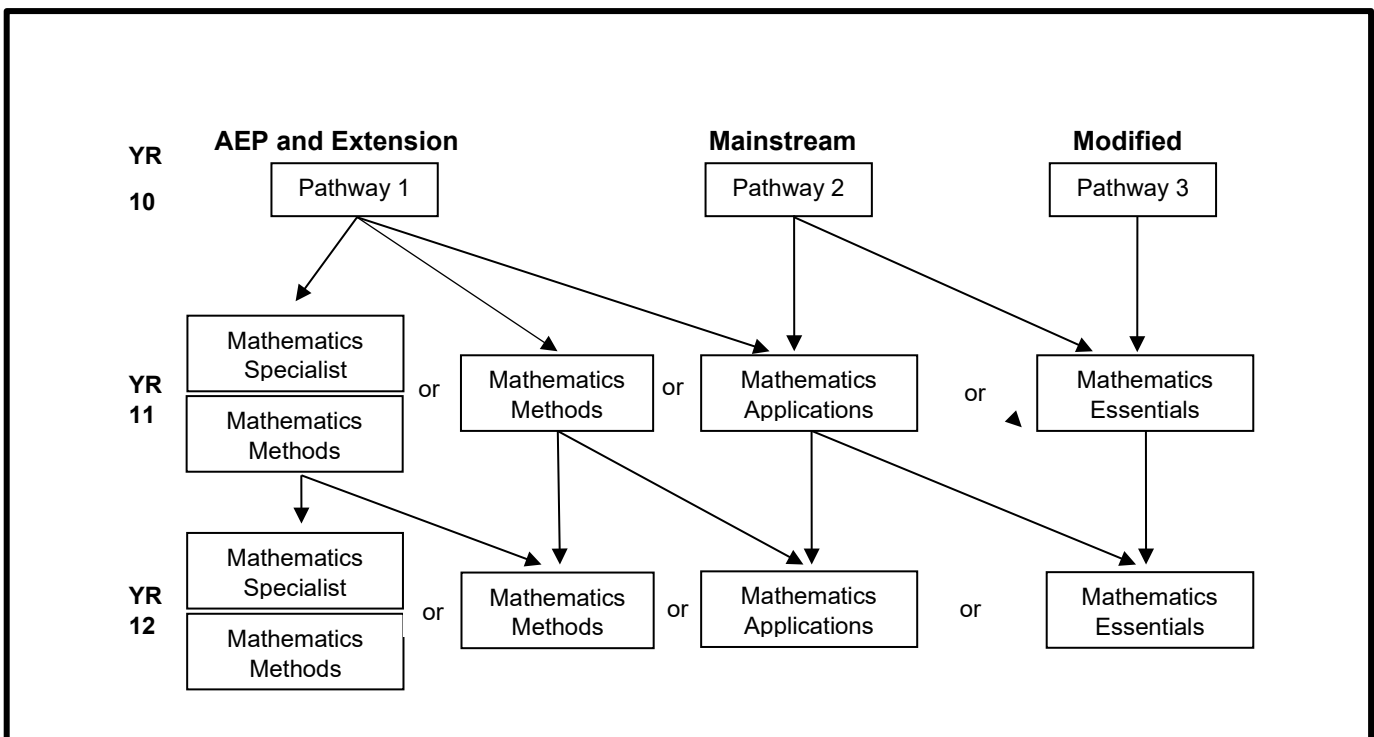 AEP and Extension Mainstream Modified
YR
10
Pathway 1 Pathway 2 Pathway 3
Mathematics
Specialist
Mathematics
Methods
YR
11
or
Mathematics
Methods
or
Mathematics
Applications
or
Mathematics
Essentials
Mathematics
Specialist
Mathematics
Methods
YR
12
or
Mathematics
Methods
or
Mathematics
Applications
or
Mathematics
Essentials